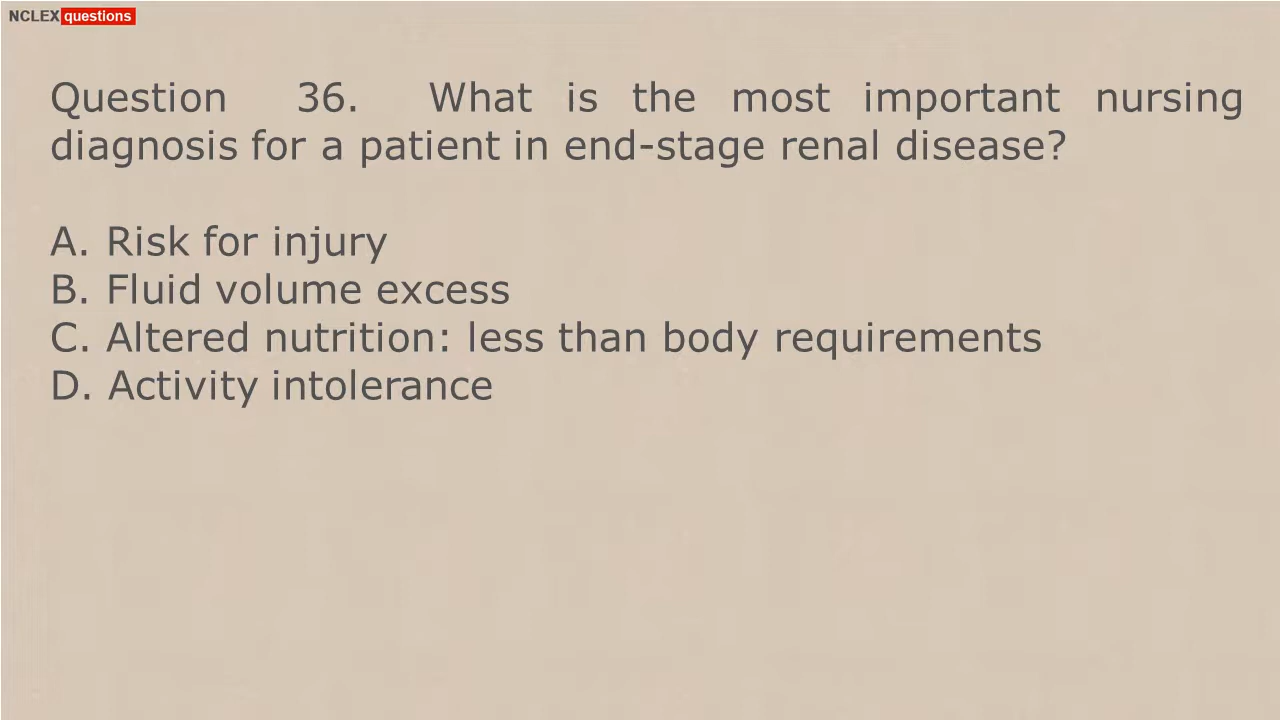 NCLEX questions
Question 36. What is the most important nursing
diagnosis for a patient in end-stage renal disease?
A. Risk for injury
B. Fluid volume excess
C. Altered nutrition: less than body requirements
D. Activity intolerance